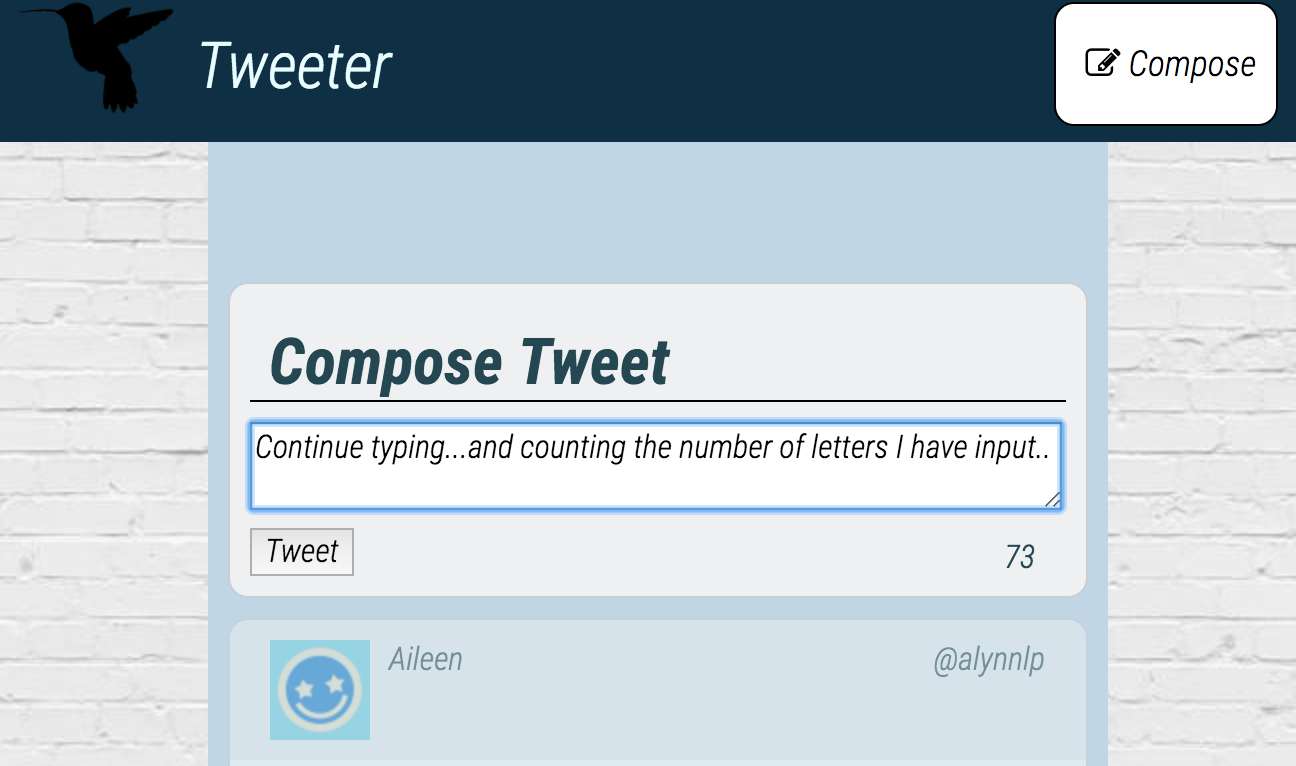 Tweeter
Compose
Compose Tweet
Continue typing...and counting the number of letters I have input..
Tweet
73
Aileen
@alynnlp